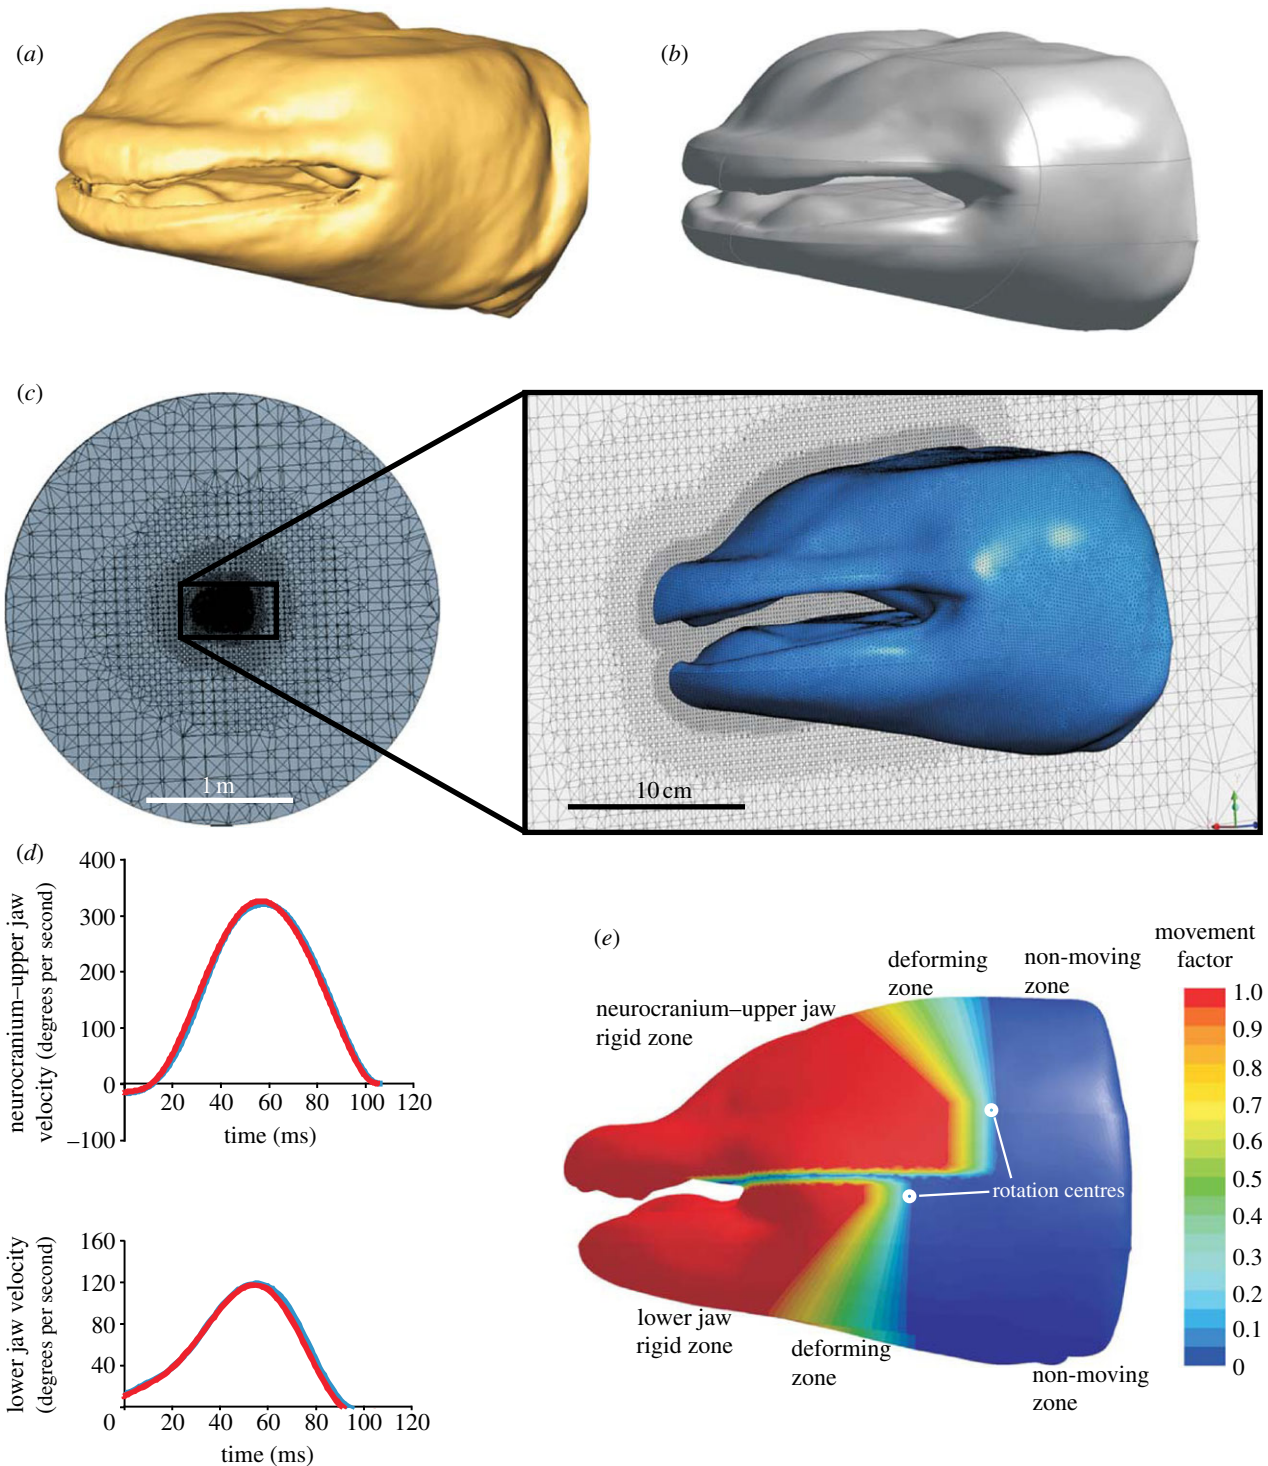 (a)
(b)
(c)
1 m
10 cm
(d)
neurocranium–upper jaw
velocity (degrees per second)
400
300
200
100
0
–100
20
40
60
80
100
120
time (ms)
lower jaw velocity
(degrees per second)
160
120
80
40
0
20
40
60
80
100
120
time (ms)
(e)
neurocranium–upper jaw
rigid zone
deforming
zone
non-moving
zone
movement
factor
1.0
0.9
0.8
0.7
0.6
0.5
0.4
0.3
0.2
0.1
0
rotation centres
lower jaw
rigid zone
deforming
zone
non-moving
zone